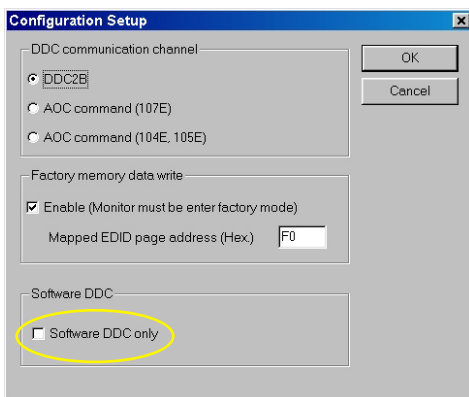 Configuration Setup
DDC communication channel
OK
DDC2B
Cancel
AOC command (107E)
AOC command (104E, 105E)
Factory memory data write
Enable (Monitor must be enter factory mode)
Mapped EDID page address (Hex.) F0
Software DDC
Software DDC only